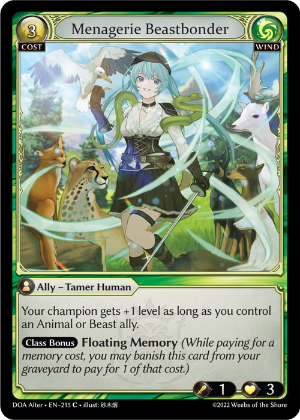 3
Menagerie Beastbonder
COST
WIND
Ally – Tamer Human
Your champion gets +1 level as long as you control
an Animal or Beast ally.
Class Bonus Floating Memory (While paying for
a memory cost, you may banish this card from your
graveyard to pay for 1 of that cost.)
1
3
DOA Alter • EN–215 C • illust: 砂木煉
©2022 Weebs of the Shore